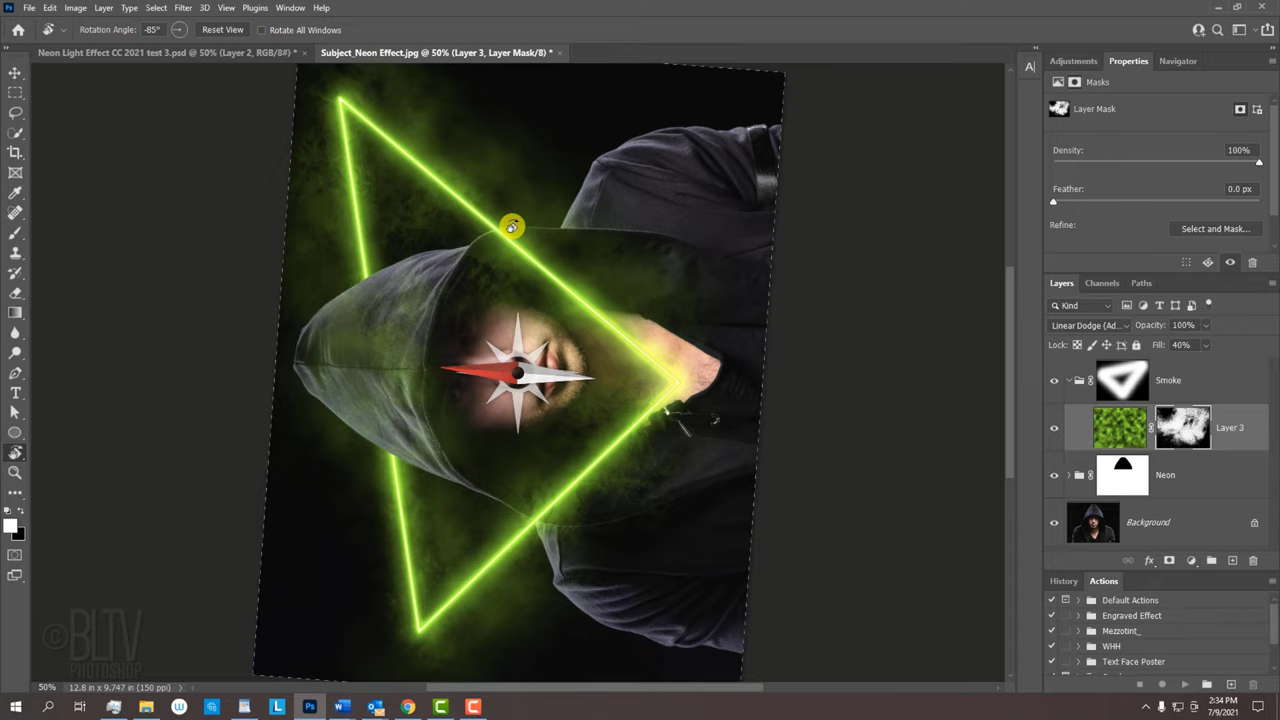 Ps File Edit Image Layer Type Select Filter 3D View Plugins Window Help
Rotation Angle: -85° Reset View Rotate All Windows
Neon Light Effect CC 2021 test 3.psd @ 50% (Layer 2, RGB/8#) * × Subject_Neon Effect.jpg @ 50% (Layer 3, Layer Mask/8) * ×
Adjustments Properties Navigator
Masks
Layer Mask
Density: 100%
Feather: 0.0 px
Refine: Select and Mask...
Layers Channels Paths
Kind
Linear Dodge (Ad... Opacity: 100%
Lock: Fill: 40%
Smoke
Layer 3
Neon
Background
History Actions
Default Actions
Engraved Effect
Mezzotint_
WHH
Text Face Poster
©BLTV
PHOTOSHOP
50% 12.8 in x 9.747 in (150 ppi)
2:34 PM
7/9/2021